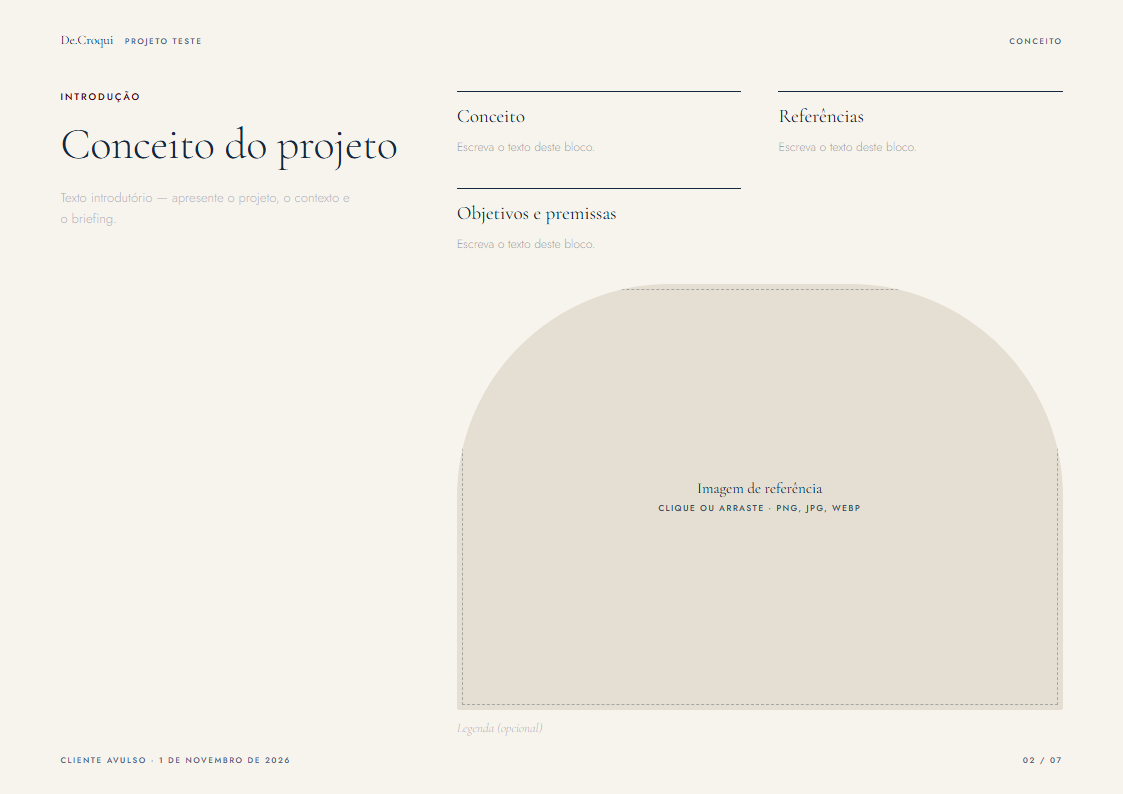 De.Croqui PROJETO TESTE
CONCEITO
INTRODUÇÃO
Conceito do projeto
Texto introdutório — apresente o projeto, o contexto e
o briefing.
Conceito
Escreva o texto deste bloco.
Referências
Escreva o texto deste bloco.
Objetivos e premissas
Escreva o texto deste bloco.
Imagem de referência
CLIQUE OU ARRASTE · PNG, JPG, WEBP
Legenda (opcional)
CLIENTE AVULSO · 1 DE NOVEMBRO DE 2026
02 / 07